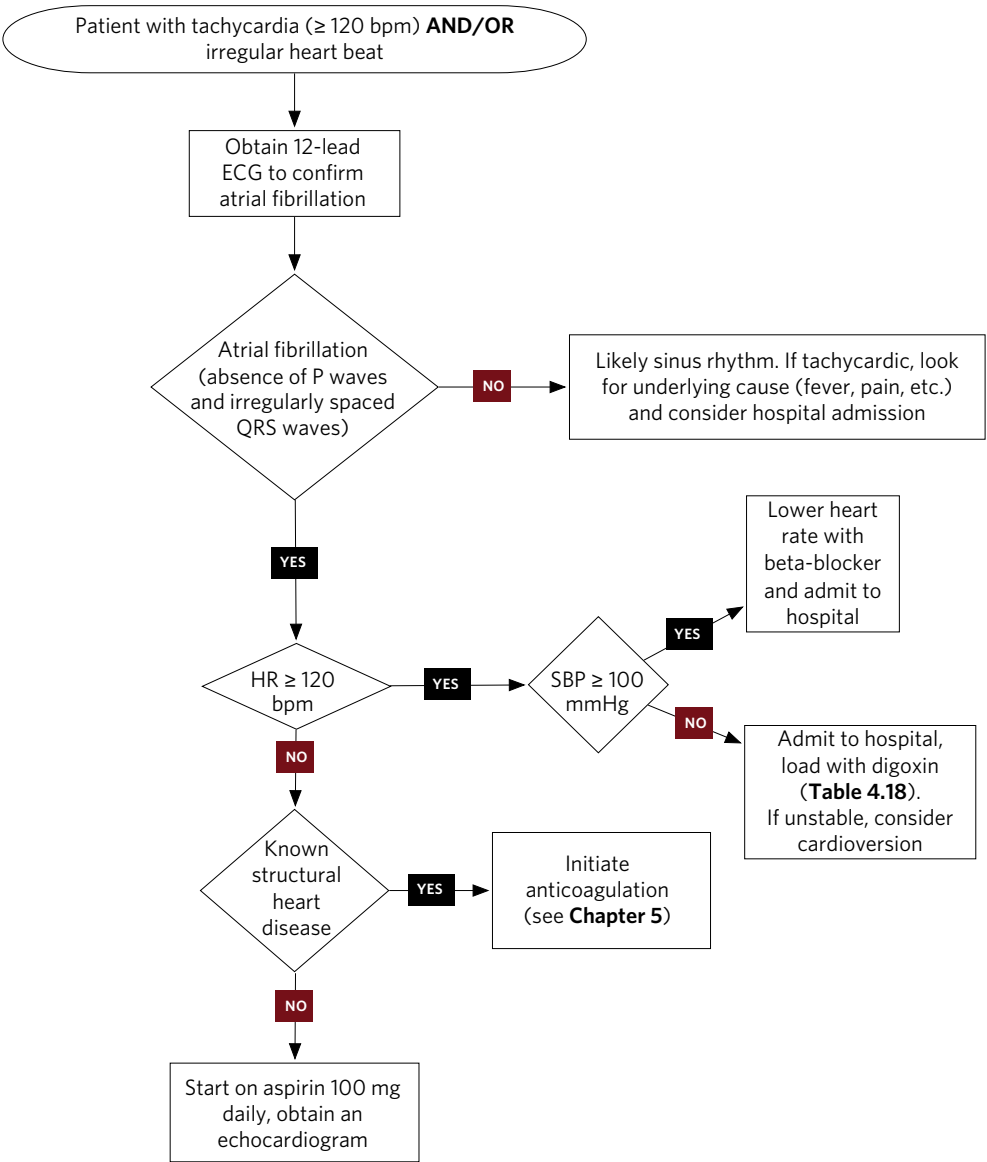 Patient with tachycardia (≥ 120 bpm) AND/OR
irregular heart beat
Obtain 12-lead
ECG to confirm
atrial fibrillation
Atrial fibrillation
(absence of P waves
and irregularly spaced
QRS waves)
NO
Likely sinus rhythm. If tachycardic, look
for underlying cause (fever, pain, etc.)
and consider hospital admission
YES
HR ≥ 120
bpm
YES
SBP ≥ 100
mmHg
YES
Lower heart
rate with
beta-blocker
and admit to
hospital
NO
Admit to hospital,
load with digoxin
(Table 4.18).
If unstable, consider
cardioversion
NO
Known
structural
heart
disease
YES
Initiate
anticoagulation
(see Chapter 5)
NO
Start on aspirin 100 mg
daily, obtain an
echocardiogram